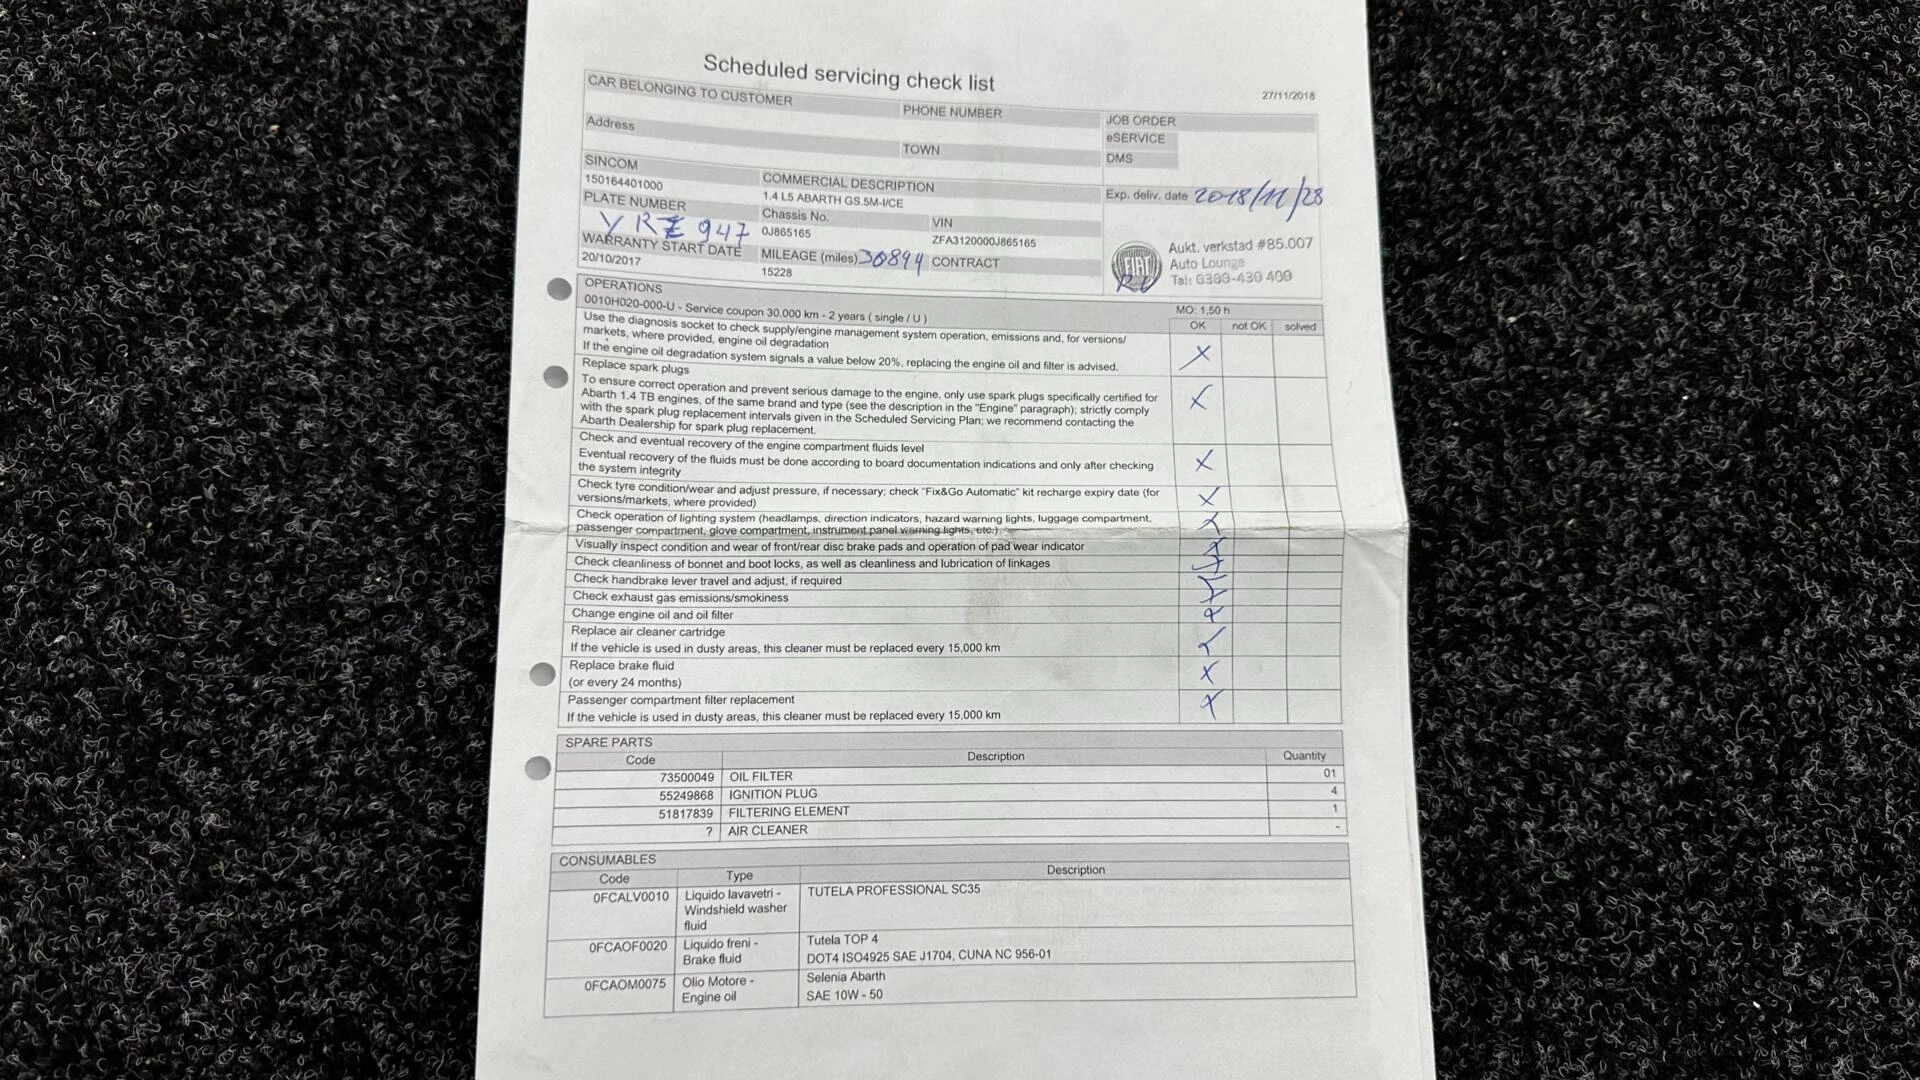 Scheduled servicing check list
27/11/2018
CAR BELONGING TO CUSTOMER
PHONE NUMBER
JOB ORDER
eSERVICE
Address
TOWN
DMS
SINCOM
150164401000
COMMERCIAL DESCRIPTION
1.4 L5 ABARTH GS.5M-I/CE
Exp. deliv. date 2018/11/28
PLATE NUMBER
YRZ 947
Chassis No.
0J865165
VIN
ZFA3120000J865165
WARRANTY START DATE
20/10/2017
MILEAGE (miles) 30894
15228
CONTRACT
FIAT
Aukt. verkstad #85.007
Auto Lounge
Tel: 0300-430 400
OPERATIONS
0010H020-000-U - Service coupon 30.000 km - 2 years ( single / U )
MO: 1,50 h
OK not OK solved
Use the diagnosis socket to check supply/engine management system operation, emissions and, for versions/
markets, where provided, engine oil degradation
If the engine oil degradation system signals a value below 20%, replacing the engine oil and filter is advised.
X
Replace spark plugs
To ensure correct operation and prevent serious damage to the engine, only use spark plugs specifically certified for
Abarth 1.4 TB engines, of the same brand and type (see the description in the "Engine" paragraph); strictly comply
with the spark plug replacement intervals given in the Scheduled Servicing Plan; we recommend contacting the
Abarth Dealership for spark plug replacement.
X
Check and eventual recovery of the engine compartment fluids level
Eventual recovery of the fluids must be done according to board documentation indications and only after checking
the system integrity
X
Check tyre condition/wear and adjust pressure, if necessary; check "Fix&Go Automatic" kit recharge expiry date (for
versions/markets, where provided)
X
Check operation of lighting system (headlamps, direction indicators, hazard warning lights, luggage compartment,
passenger compartment, glove compartment, instrument panel warning lights, etc.)
X
Visually inspect condition and wear of front/rear disc brake pads and operation of pad wear indicator
X
Check cleanliness of bonnet and boot locks, as well as cleanliness and lubrication of linkages
X
Check handbrake lever travel and adjust, if required
X
Check exhaust gas emissions/smokiness
X
Change engine oil and oil filter
X
Replace air cleaner cartridge
If the vehicle is used in dusty areas, this cleaner must be replaced every 15,000 km
X
Replace brake fluid
(or every 24 months)
X
Passenger compartment filter replacement
If the vehicle is used in dusty areas, this cleaner must be replaced every 15,000 km
X
SPARE PARTS
Code Description Quantity
73500049 OIL FILTER 01
55249868 IGNITION PLUG 4
51817839 FILTERING ELEMENT 1
? AIR CLEANER -
CONSUMABLES
Code Type Description
0FCALV0010 Liquido lavavetri - TUTELA PROFESSIONAL SC35
Windshield washer
fluid
0FCAOF0020 Liquido freni - Tutela TOP 4
Brake fluid DOT4 ISO4925 SAE J1704, CUNA NC 956-01
0FCAOM0075 Olio Motore - Selenia Abarth
Engine oil SAE 10W - 50